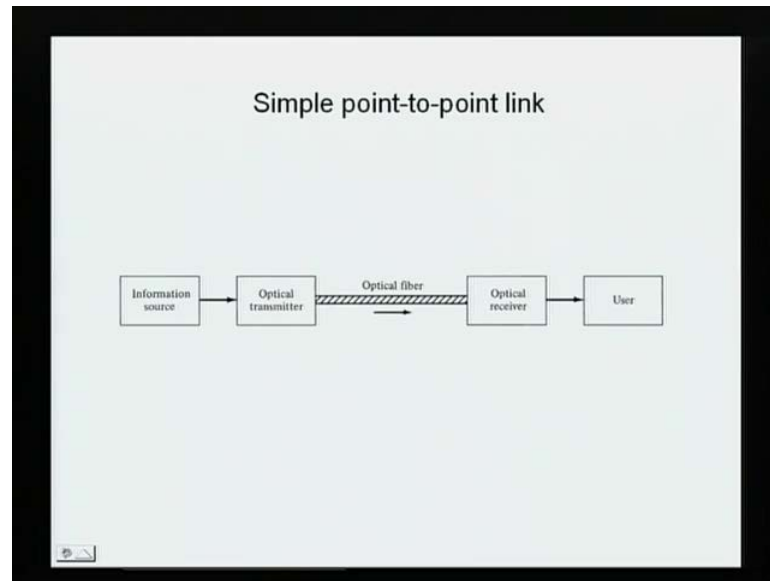 Simple point-to-point link
Information
source
Optical
transmitter
Optical fiber
Optical
receiver
User